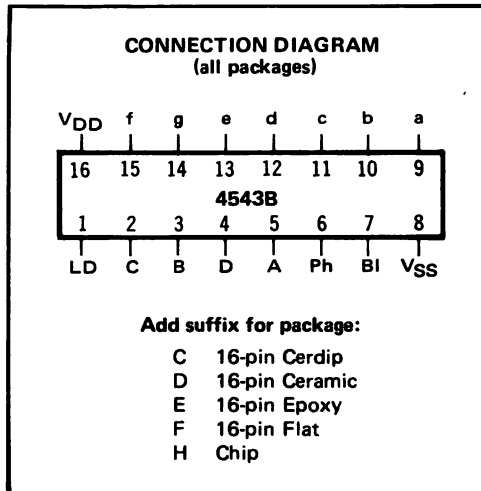 CONNECTION DIAGRAM
(all packages)
VDD f g e d c b a
16 15 14 13 12 11 10 9
4543B
1 2 3 4 5 6 7 8
LD C B D A Ph BI VSS
Add suffix for package:
C 16-pin Cerdip
D 16-pin Ceramic
E 16-pin Epoxy
F 16-pin Flat
H Chip